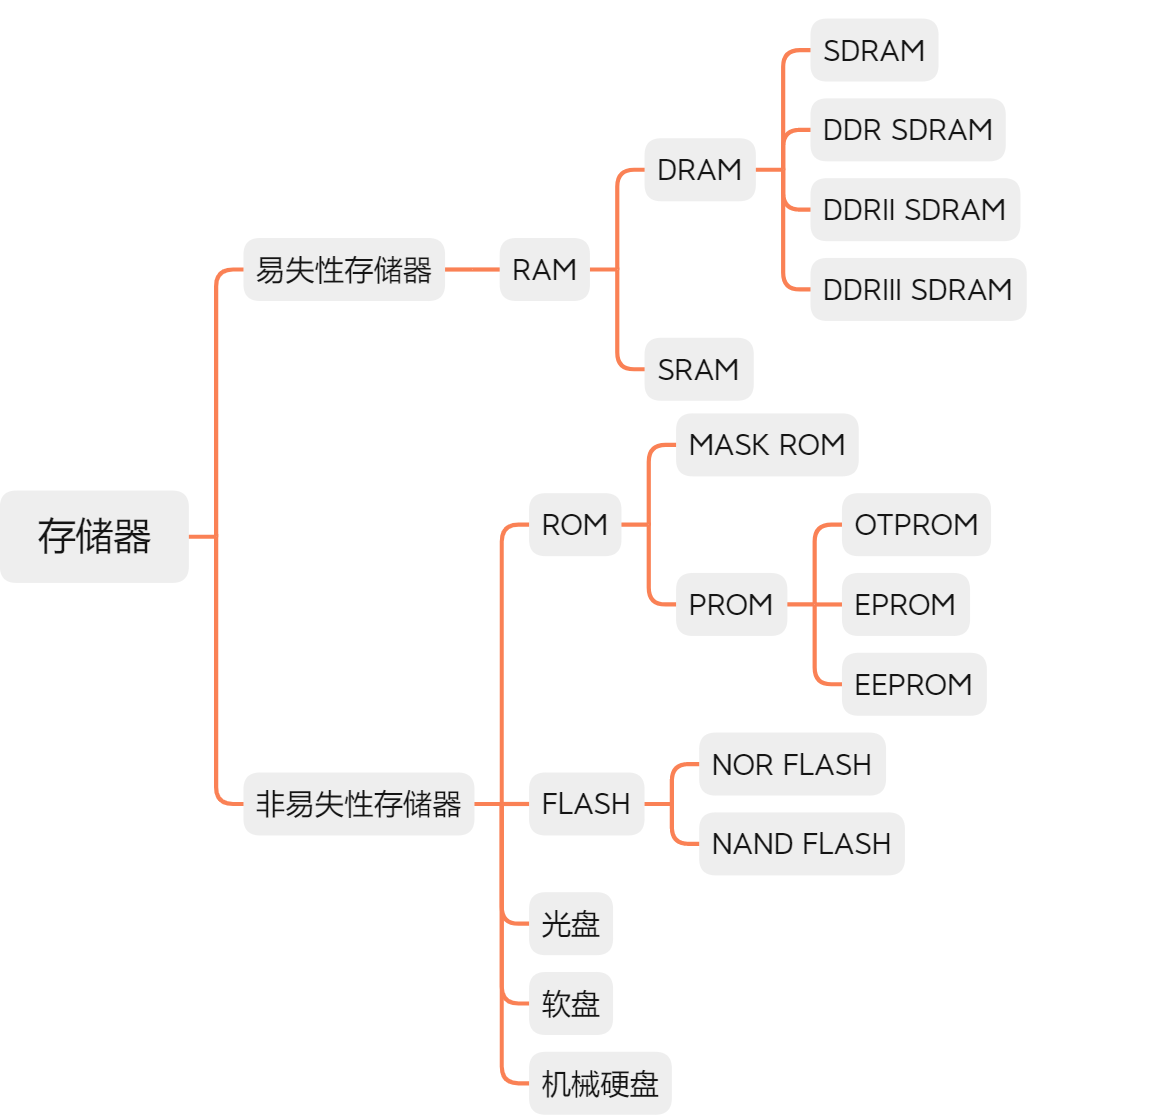 存储器
易失性存储器
RAM
DRAM
SDRAM
DDR SDRAM
DDRII SDRAM
DDRIII SDRAM
SRAM
非易失性存储器
ROM
MASK ROM
PROM
OTPROM
EPROM
EEPROM
FLASH
NOR FLASH
NAND FLASH
光盘
软盘
机械硬盘